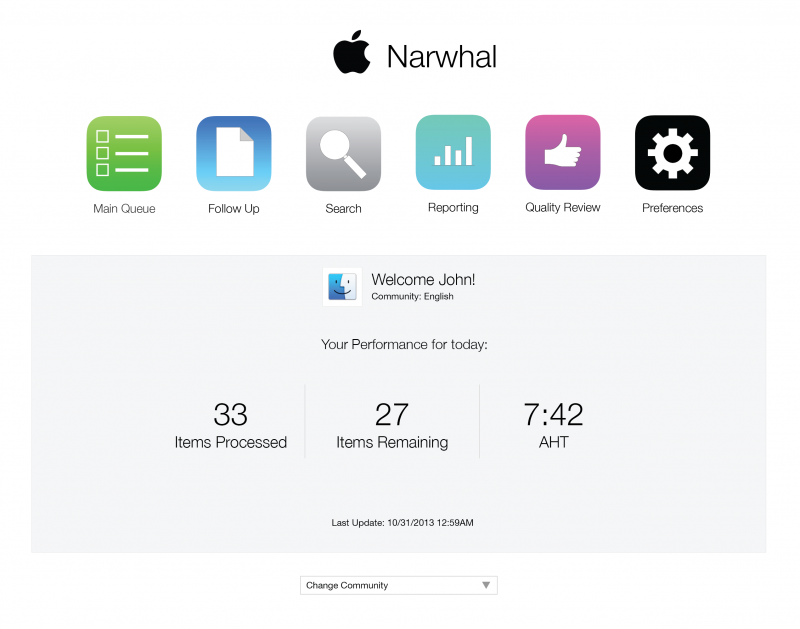 Narwhal
Main Queue
Follow Up
Search
Reporting
Quality Review
Preferences
Welcome John!
Community: English
Your Performance for today:
33
Items Processed
27
Items Remaining
7:42
AHT
Last Update: 10/31/2013 12:59AM
Change Community